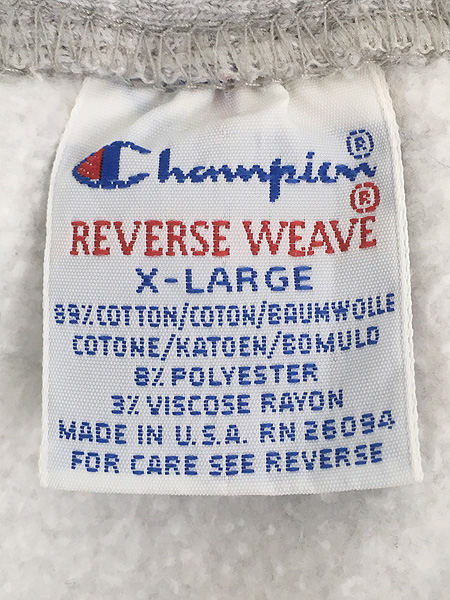 Champion®
REVERSE WEAVE®
X-LARGE
89%COTTON/COTON/BAUMWOLLE
COTONE/KATOEN/BOMULD
8% POLYESTER
3% VISCOSE RAYON
MADE IN U.S.A. RN 26094
FOR CARE SEE REVERSE